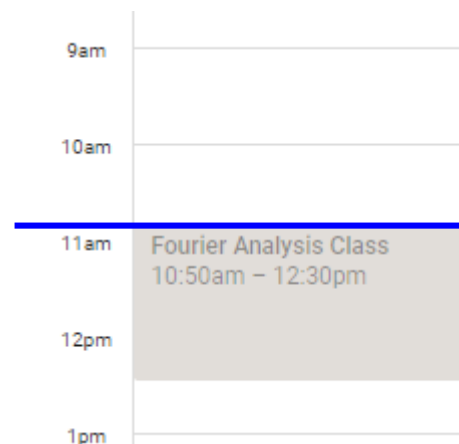 9am
10am
11am
Fourier Analysis Class
10:50am – 12:30pm
12pm
1pm